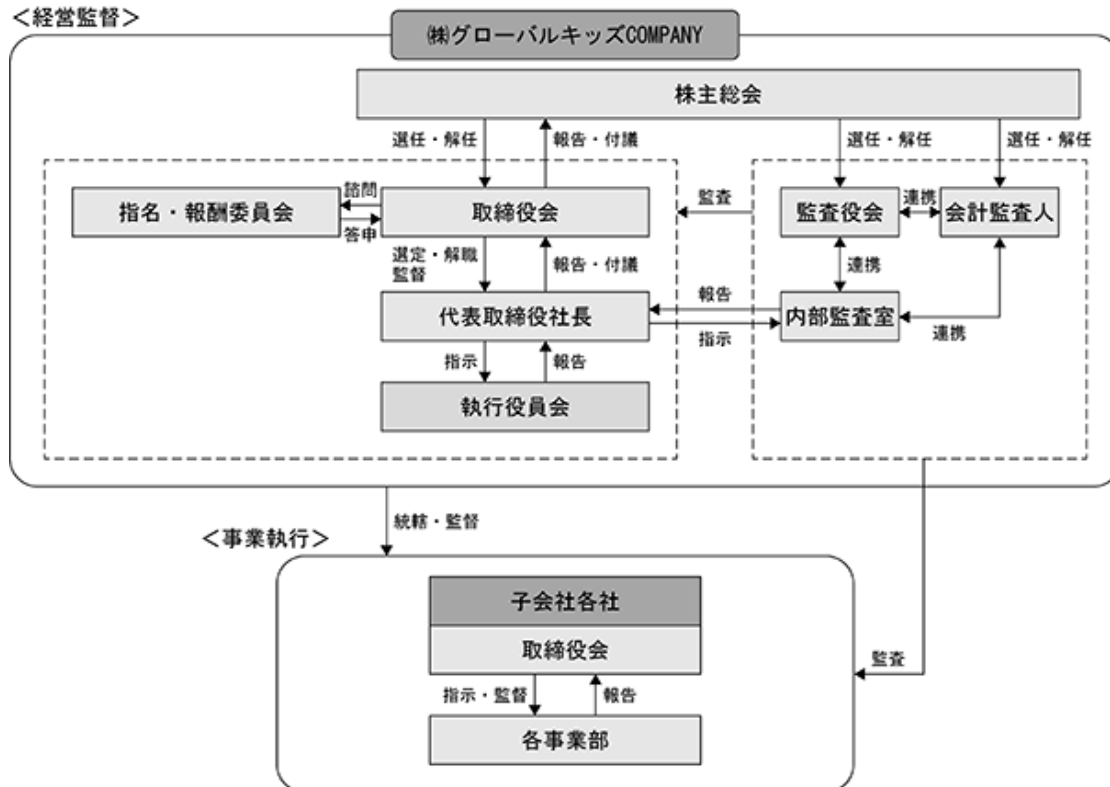 ＜経営監督＞
㈱グローバルキッズCOMPANY
株主総会
選任・解任
報告・付議
選任・解任
選任・解任
指名・報酬委員会
諮問
答申
取締役会
監査
監査役会
連携
会計監査人
選定・解職
監督
報告・付議
連携
代表取締役社長
報告
指示
内部監査室
連携
指示
報告
執行役員会
統轄・監督
＜事業執行＞
子会社各社
取締役会
監査
指示・監督
報告
各事業部